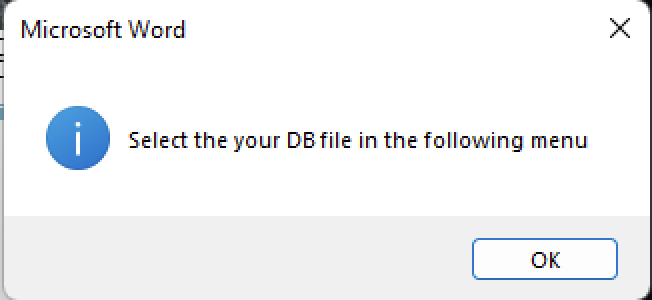 Microsoft Word
Select the your DB file in the following menu
OK